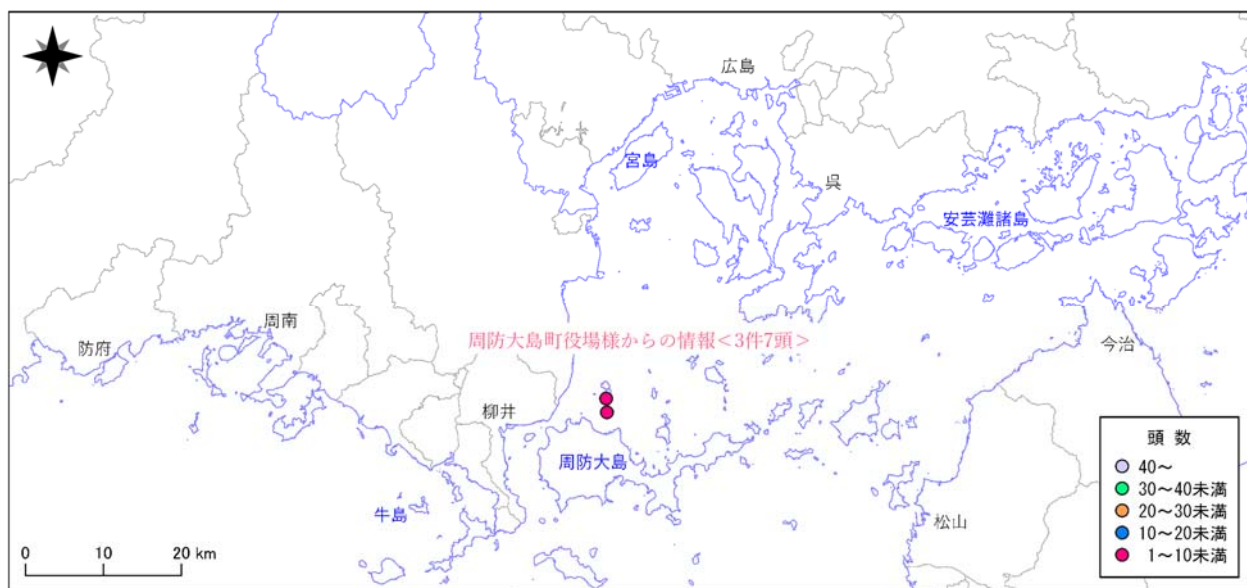 広島
宮島
呉
安芸灘諸島
周南
防府
周防大島町役場様からの情報＜3件7頭＞
今治
柳井
周防大島
牛島
松山
0 10 20 km
頭 数
40～
30～40未満
20～30未満
10～20未満
1～10未満